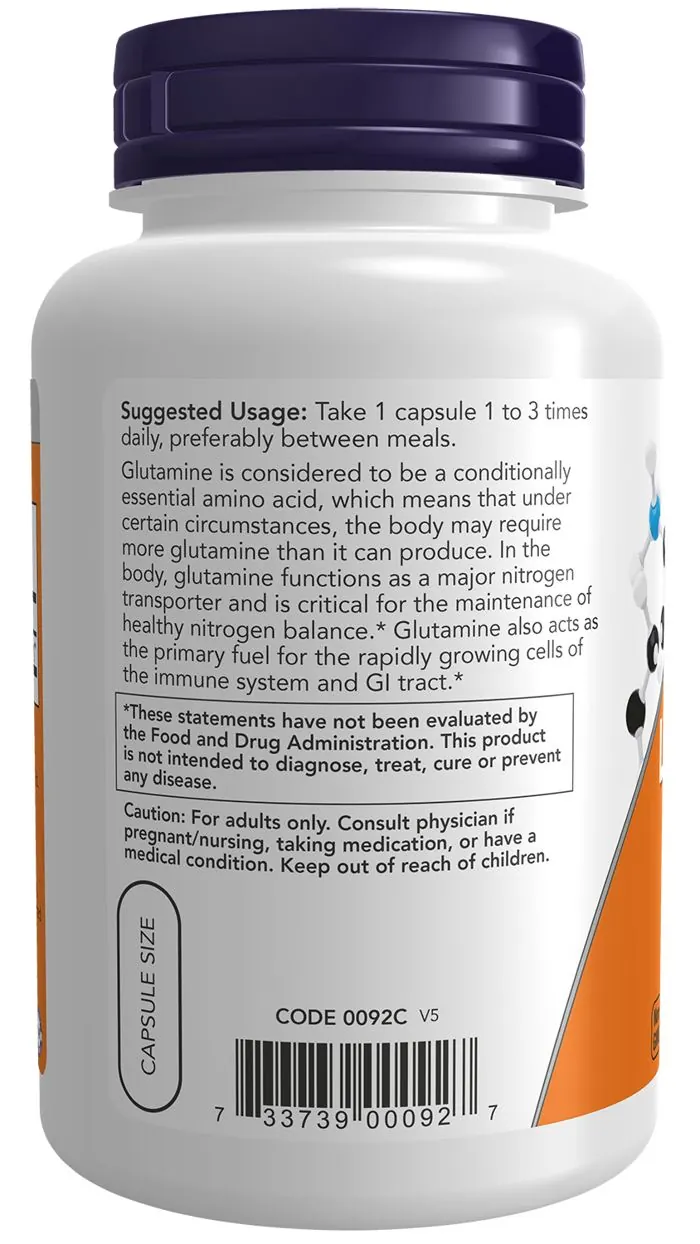 Suggested Usage: Take 1 capsule 1 to 3 times
daily, preferably between meals.
Glutamine is considered to be a conditionally
essential amino acid, which means that under
certain circumstances, the body may require
more glutamine than it can produce. In the
body, glutamine functions as a major nitrogen
transporter and is critical for the maintenance of
healthy nitrogen balance.* Glutamine also acts as
the primary fuel for the rapidly growing cells of
the immune system and GI tract.*
*These statements have not been evaluated by
the Food and Drug Administration. This product
is not intended to diagnose, treat, cure or prevent
any disease.
Caution: For adults only. Consult physician if
pregnant/nursing, taking medication, or have a
medical condition. Keep out of reach of children.
CAPSULE SIZE
CODE 0092C V5
7 33739 00092 7